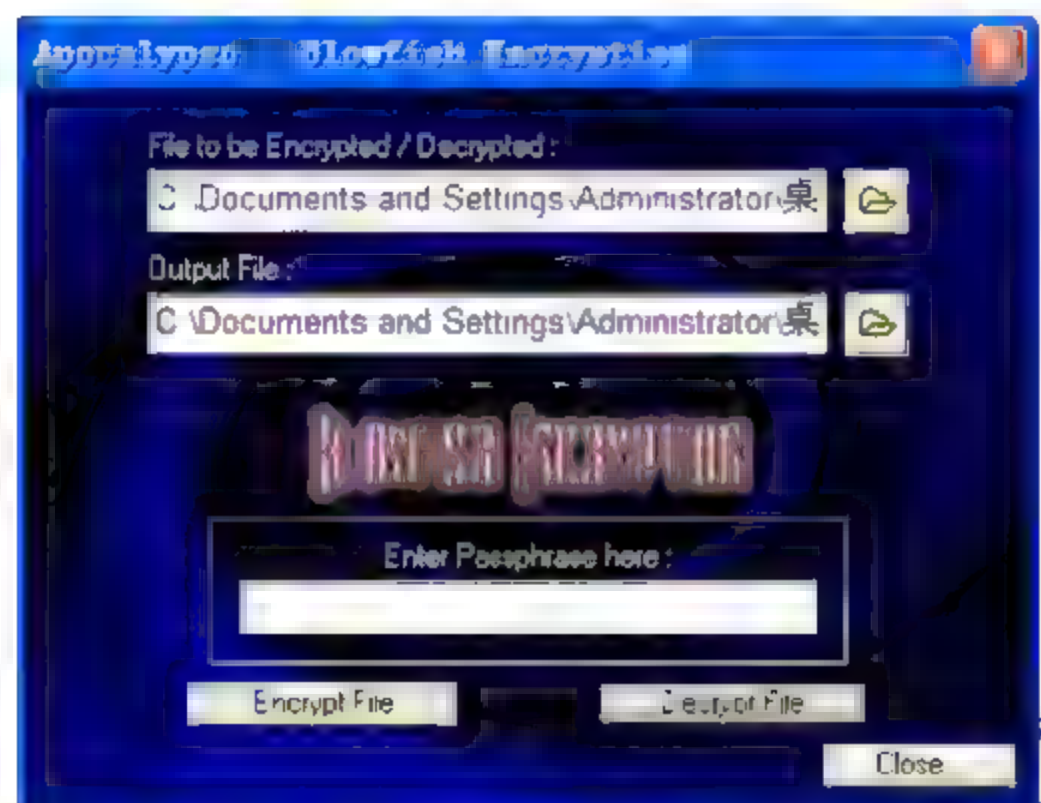 Blowfish Encryption
File to be Encrypted / Decrypted :
C:\Documents and Settings\Administrator\桌
Output File :
C:\Documents and Settings\Administrator\桌
Encryption
Enter Passphrase here :
Encrypt File
Decrypt File
Close